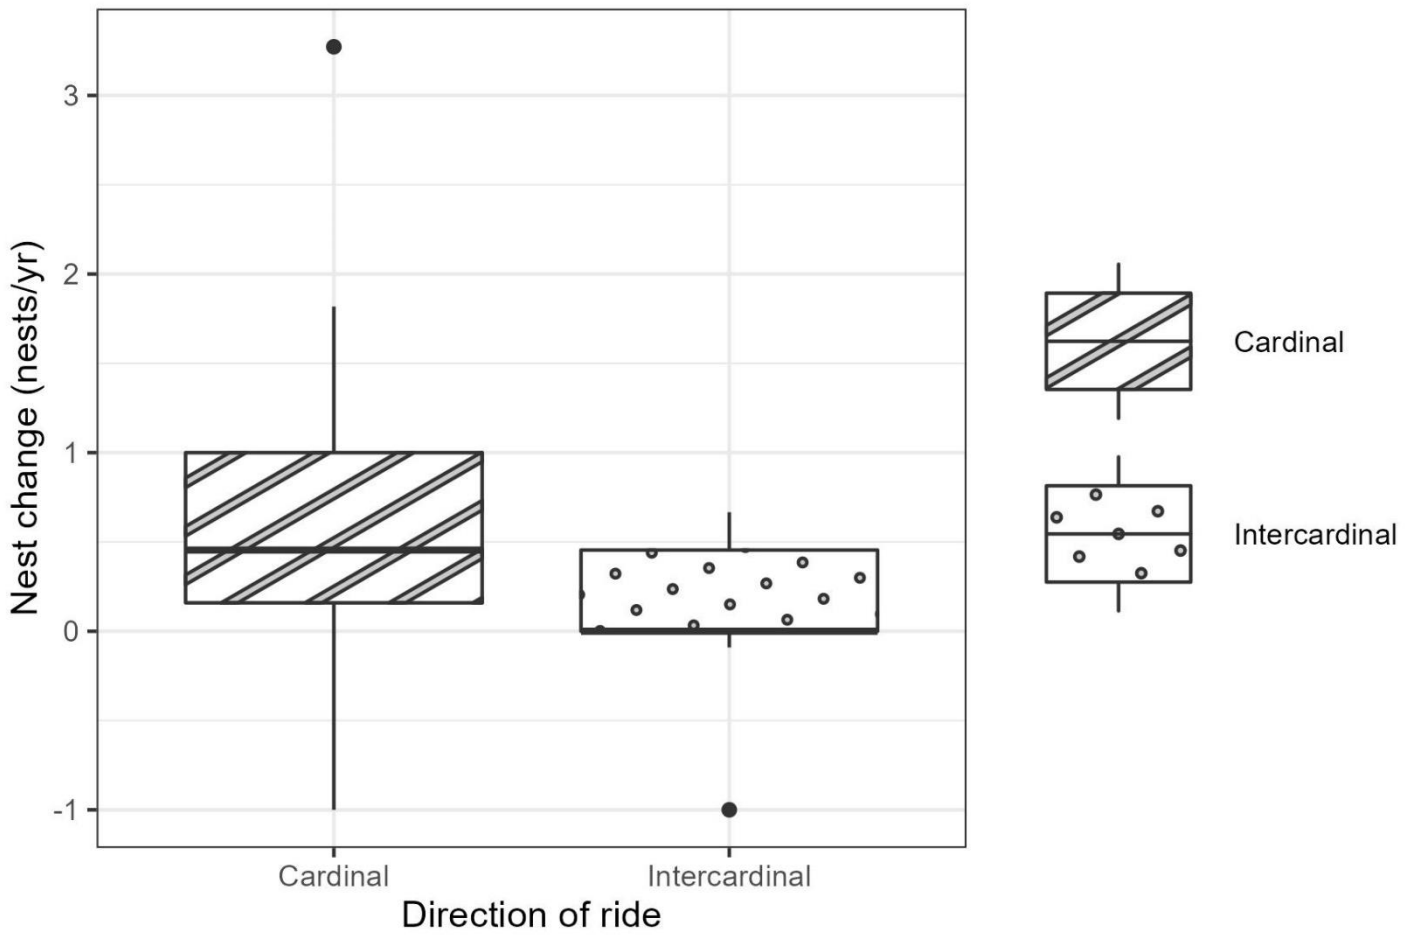 Nest change (nests/yr)
3
2
1
0
-1
Cardinal
Intercardinal
Direction of ride
Cardinal
Intercardinal